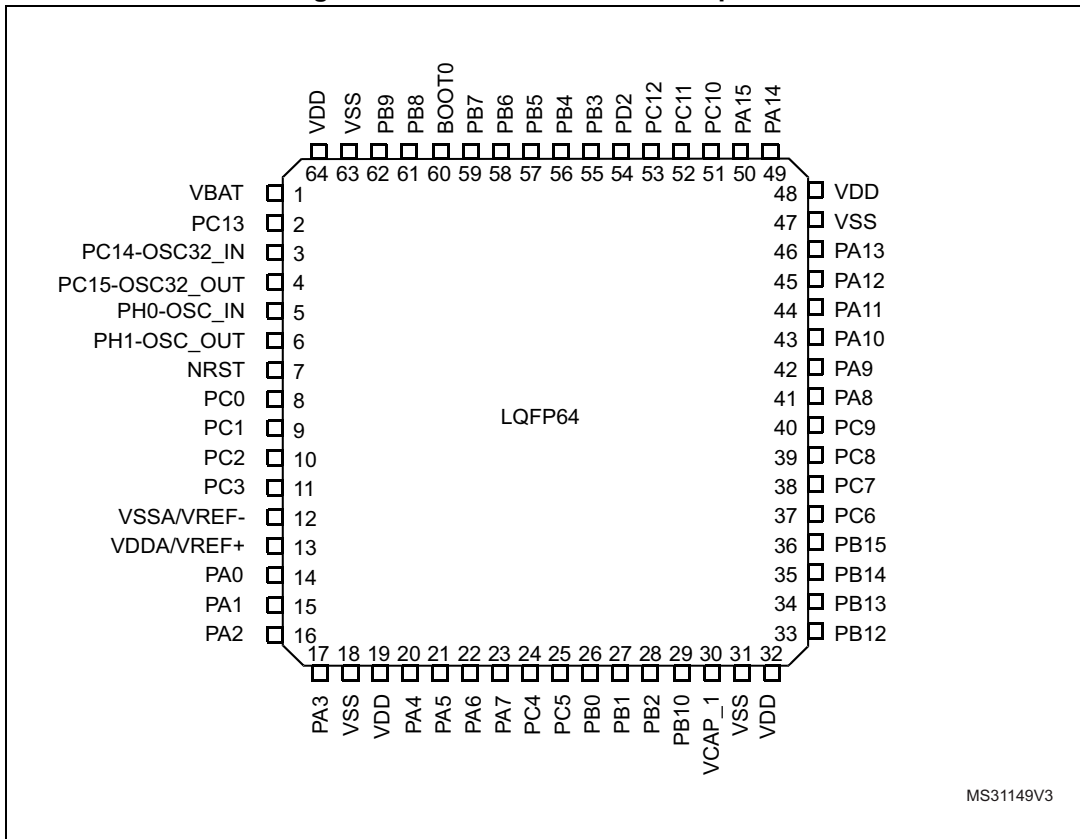 VDD
VSS
PB9
PB8
BOOT0
PB7
PB6
PB5
PB4
PB3
PD2
PC12
PC11
PC10
PA15
PA14
64 63 62 61 60 59 58 57 56 55 54 53 52 51 50 49
VBAT 1
PC13 2
PC14-OSC32_IN 3
PC15-OSC32_OUT 4
PH0-OSC_IN 5
PH1-OSC_OUT 6
NRST 7
PC0 8
PC1 9
PC2 10
PC3 11
VSSA/VREF- 12
VDDA/VREF+ 13
PA0 14
PA1 15
PA2 16
LQFP64
48 VDD
47 VSS
46 PA13
45 PA12
44 PA11
43 PA10
42 PA9
41 PA8
40 PC9
39 PC8
38 PC7
37 PC6
36 PB15
35 PB14
34 PB13
33 PB12
17 18 19 20 21 22 23 24 25 26 27 28 29 30 31 32
PA3
VSS
VDD
PA4
PA5
PA6
PA7
PC4
PC5
PB0
PB1
PB2
PB10
VCAP_1
VSS
VDD
MS31149V3